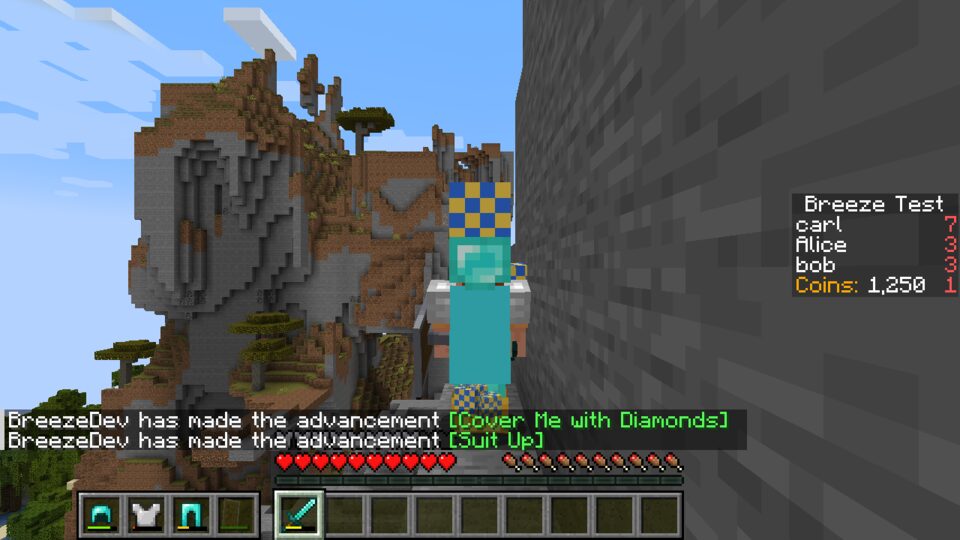 Breeze Test
carl 7
Alice 3
bob 3
Coins: 1,250 1
BreezeDev has made the advancement [Cover Me with Diamonds]
BreezeDev has made the advancement [Suit Up]